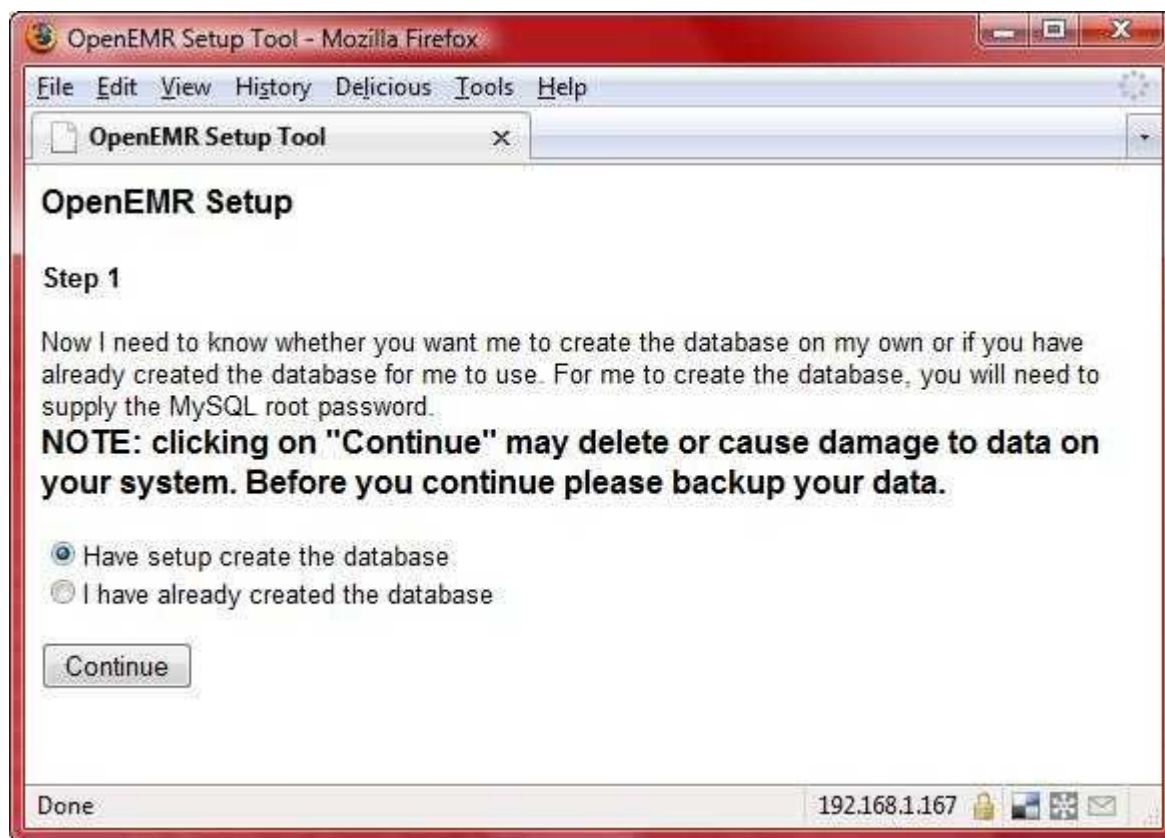 OpenEMR Setup Tool - Mozilla Firefox
File Edit View History Delicious Tools Help
OpenEMR Setup Tool
OpenEMR Setup
Step 1
Now I need to know whether you want me to create the database on my own or if you have
already created the database for me to use. For me to create the database, you will need to
supply the MySQL root password.
NOTE: clicking on "Continue" may delete or cause damage to data on
your system. Before you continue please backup your data.
Have setup create the database
I have already created the database
Continue
Done 192.168.1.167